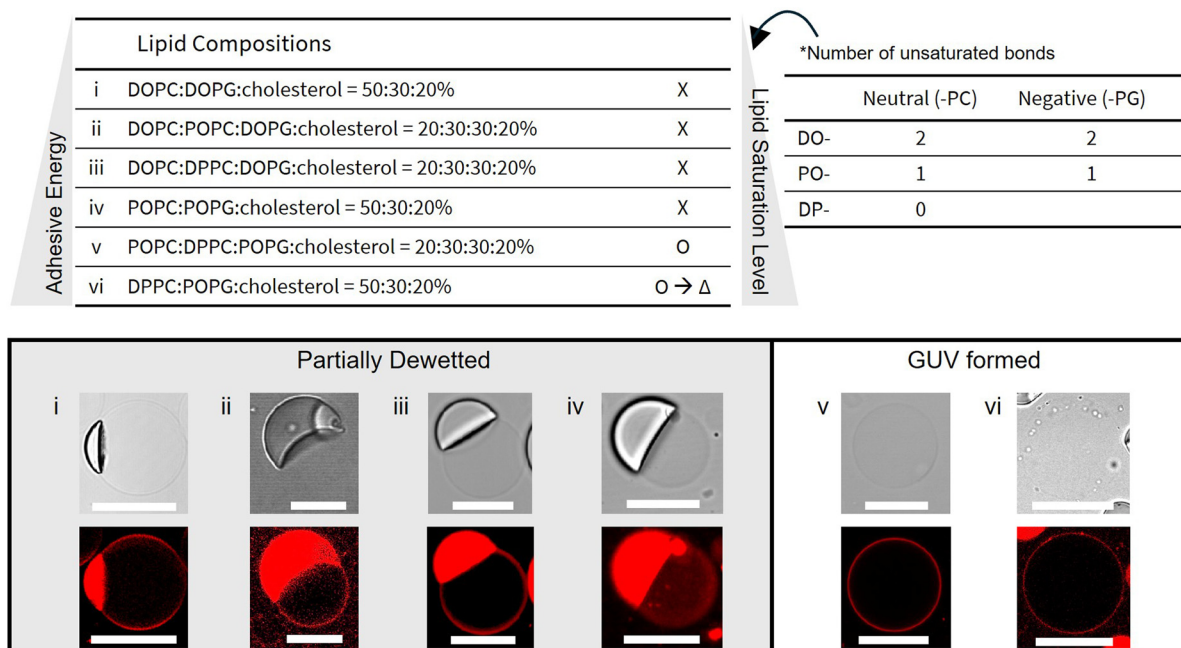 Lipid Compositions
i DOPC:DOPG:cholesterol = 50:30:20% X
ii DOPC:POPC:DOPG:cholesterol = 20:30:30:20% X
iii DOPC:DPPC:DOPG:cholesterol = 20:30:30:20% X
iv POPC:POPG:cholesterol = 50:30:20% X
v POPC:DPPC:POPG:cholesterol = 20:30:30:20% O
vi DPPC:POPG:cholesterol = 50:30:20% O → Δ
Adhesive Energy
Lipid Saturation Level
*Number of unsaturated bonds
Neutral (-PC) Negative (-PG)
DO- 2 2
PO- 1 1
DP- 0
Partially Dewetted
i ii iii iv
GUV formed
v vi